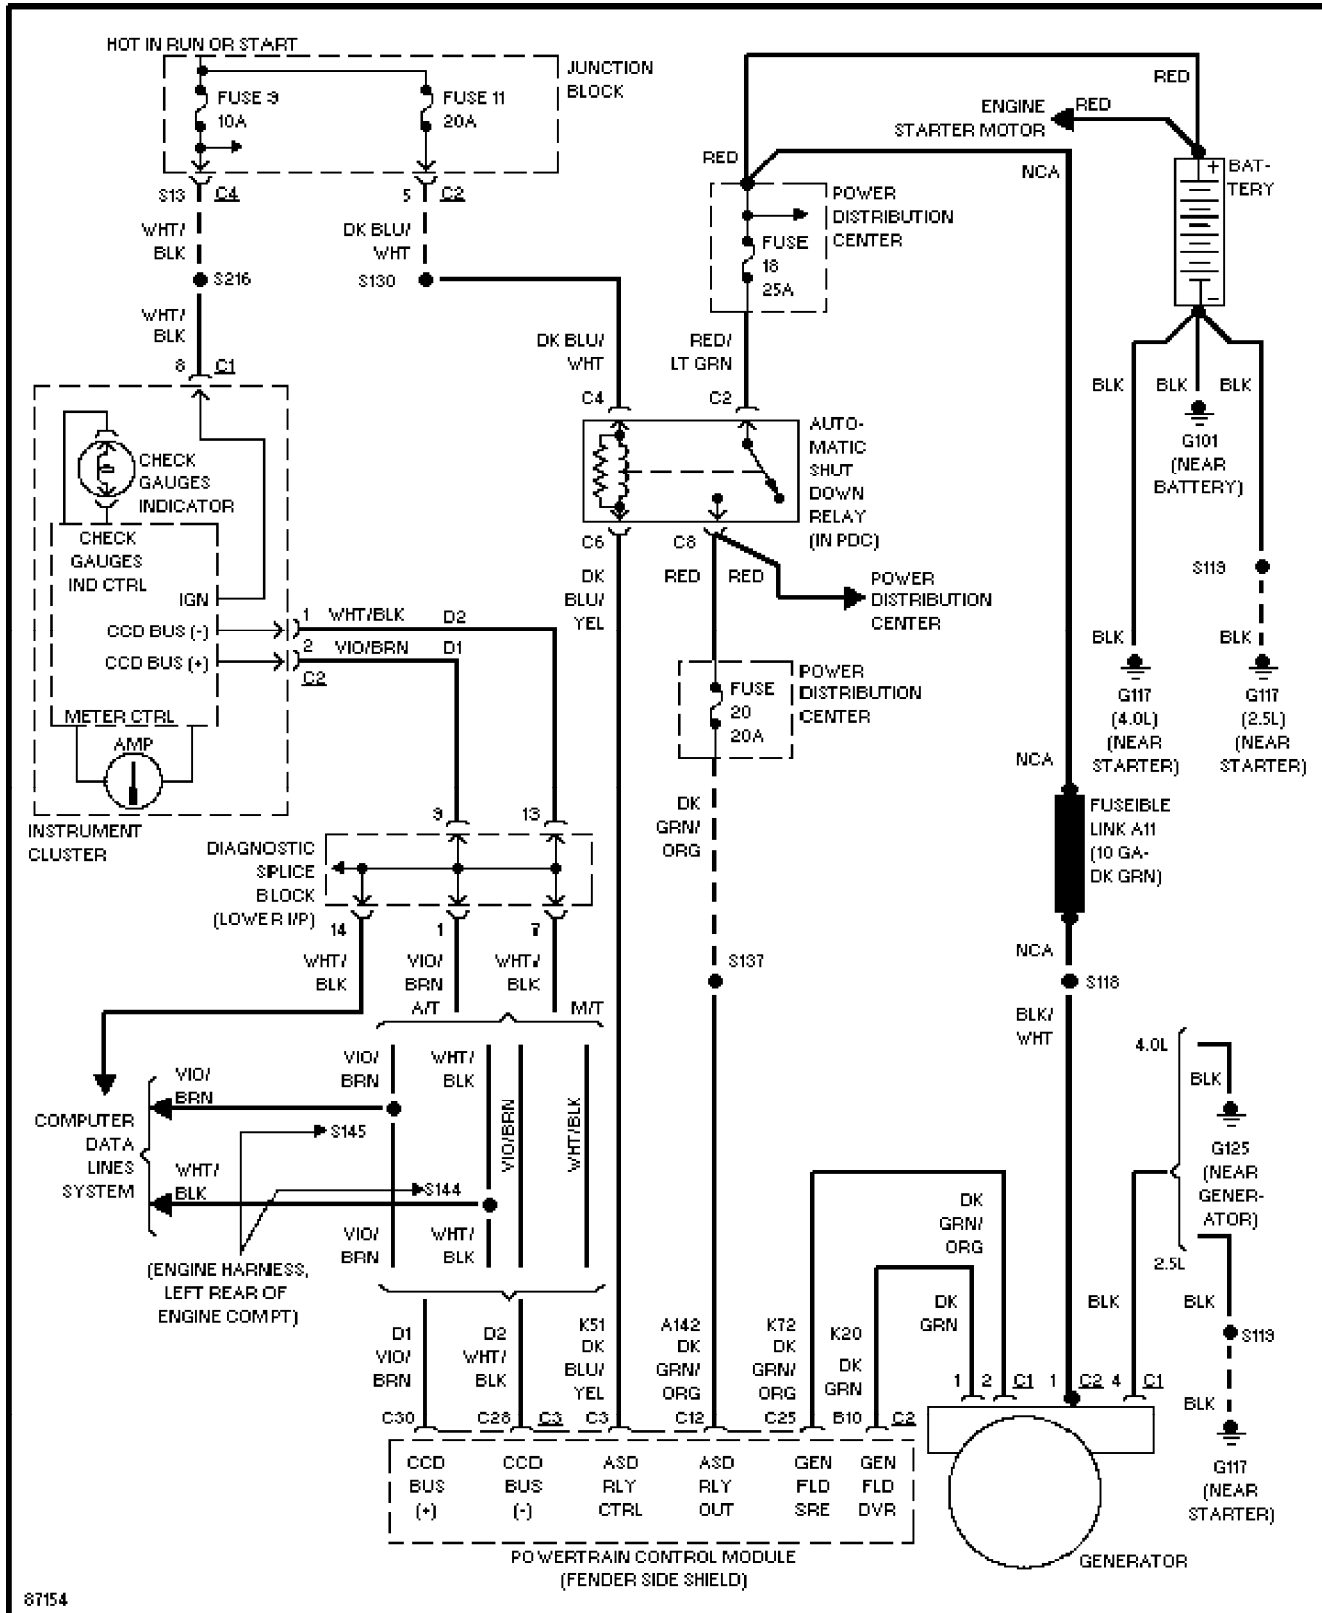 HOT IN RUN OR START
JUNCTION
BLOCK
FUSE 9
10A
FUSE 11
20A
S13
C4
5
C2
WHT/
BLK
DK BLU/
WHT
S216
S130
WHT/
BLK
8
C1
RED
ENGINE
STARTER MOTOR
RED
RED
NCA
BAT-
TERY
+
−
POWER
DISTRIBUTION
CENTER
FUSE
18
25A
DK BLU/
WHT
RED/
LT GRN
C4
C2
AUTO-
MATIC
SHUT
DOWN
RELAY
(IN PDC)
BLK
BLK
BLK
G101
(NEAR
BATTERY)
S119
BLK
BLK
G117
(4.0L)
(NEAR
STARTER)
G117
(2.5L)
(NEAR
STARTER)
CHECK
GAUGES
INDICATOR
CHECK
GAUGES
IND CTRL
IGN
CCD BUS (-)
CCD BUS (+)
METER CTRL
AMP
INSTRUMENT
CLUSTER
1
WHT/BLK
D2
2
VIO/BRN
D1
C2
C6
C8
DK
BLU/
YEL
RED
RED
POWER
DISTRIBUTION
CENTER
POWER
DISTRIBUTION
CENTER
FUSE
20
20A
DK
GRN/
ORG
S137
NCA
FUSEIBLE
LINK A11
(10 GA-
DK GRN)
NCA
S118
BLK/
WHT
9
13
DIAGNOSTIC
SPLICE
BLOCK
(LOWER I/P)
14
1
7
WHT/
BLK
VIO/
BRN
WHT/
BLK
A/T
M/T
VIO/
BRN
WHT/
BLK
VIO/BRN
WHT/BLK
VIO/
BRN
S145
COMPUTER
DATA
LINES
SYSTEM
WHT/
BLK
S144
VIO/
BRN
WHT/
BLK
(ENGINE HARNESS,
LEFT REAR OF
ENGINE COMPT)
4.0L
BLK
G125
(NEAR
GENER-
ATOR)
2.5L
BLK
BLK
S119
BLK
G117
(NEAR
STARTER)
DK
GRN/
ORG
DK
GRN
D1
VIO/
BRN
D2
WHT/
BLK
K51
DK
BLU/
YEL
A142
DK
GRN/
ORG
K72
DK
GRN/
ORG
K20
DK
GRN
C30
C28
C3
C3
C12
C25
B10
C2
1
2
C1
1
C2
4
C1
CCD
BUS
(+)
CCD
BUS
(-)
ASD
RLY
CTRL
ASD
RLY
OUT
GEN
FLD
SRE
GEN
FLD
DVR
POWERTRAIN CONTROL MODULE
(FENDER SIDE SHIELD)
GENERATOR
87154